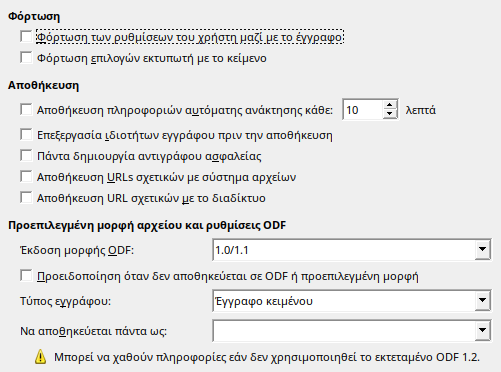 Φόρτωση
Φόρτωση των ρυθμίσεων του χρήστη μαζί με το έγγραφο
Φόρτωση επιλογών εκτυπωτή με το κείμενο
Αποθήκευση
Αποθήκευση πληροφοριών αυτόματης ανάκτησης κάθε: 10 λεπτά
Επεξεργασία ιδιοτήτων εγγράφου πριν την αποθήκευση
Πάντα δημιουργία αντιγράφου ασφαλείας
Αποθήκευση URLs σχετικών με σύστημα αρχείων
Αποθήκευση URL σχετικών με το διαδίκτυο
Προεπιλεγμένη μορφή αρχείου και ρυθμίσεις ODF
Έκδοση μορφής ODF: 1.0/1.1
Προειδοποίηση όταν δεν αποθηκεύεται σε ODF ή προεπιλεγμένη μορφή
Τύπος εγγράφου: Έγγραφο κειμένου
Να αποθηκεύεται πάντα ως:
Μπορεί να χαθούν πληροφορίες εάν δεν χρησιμοποιηθεί το εκτεταμένο ODF 1.2.